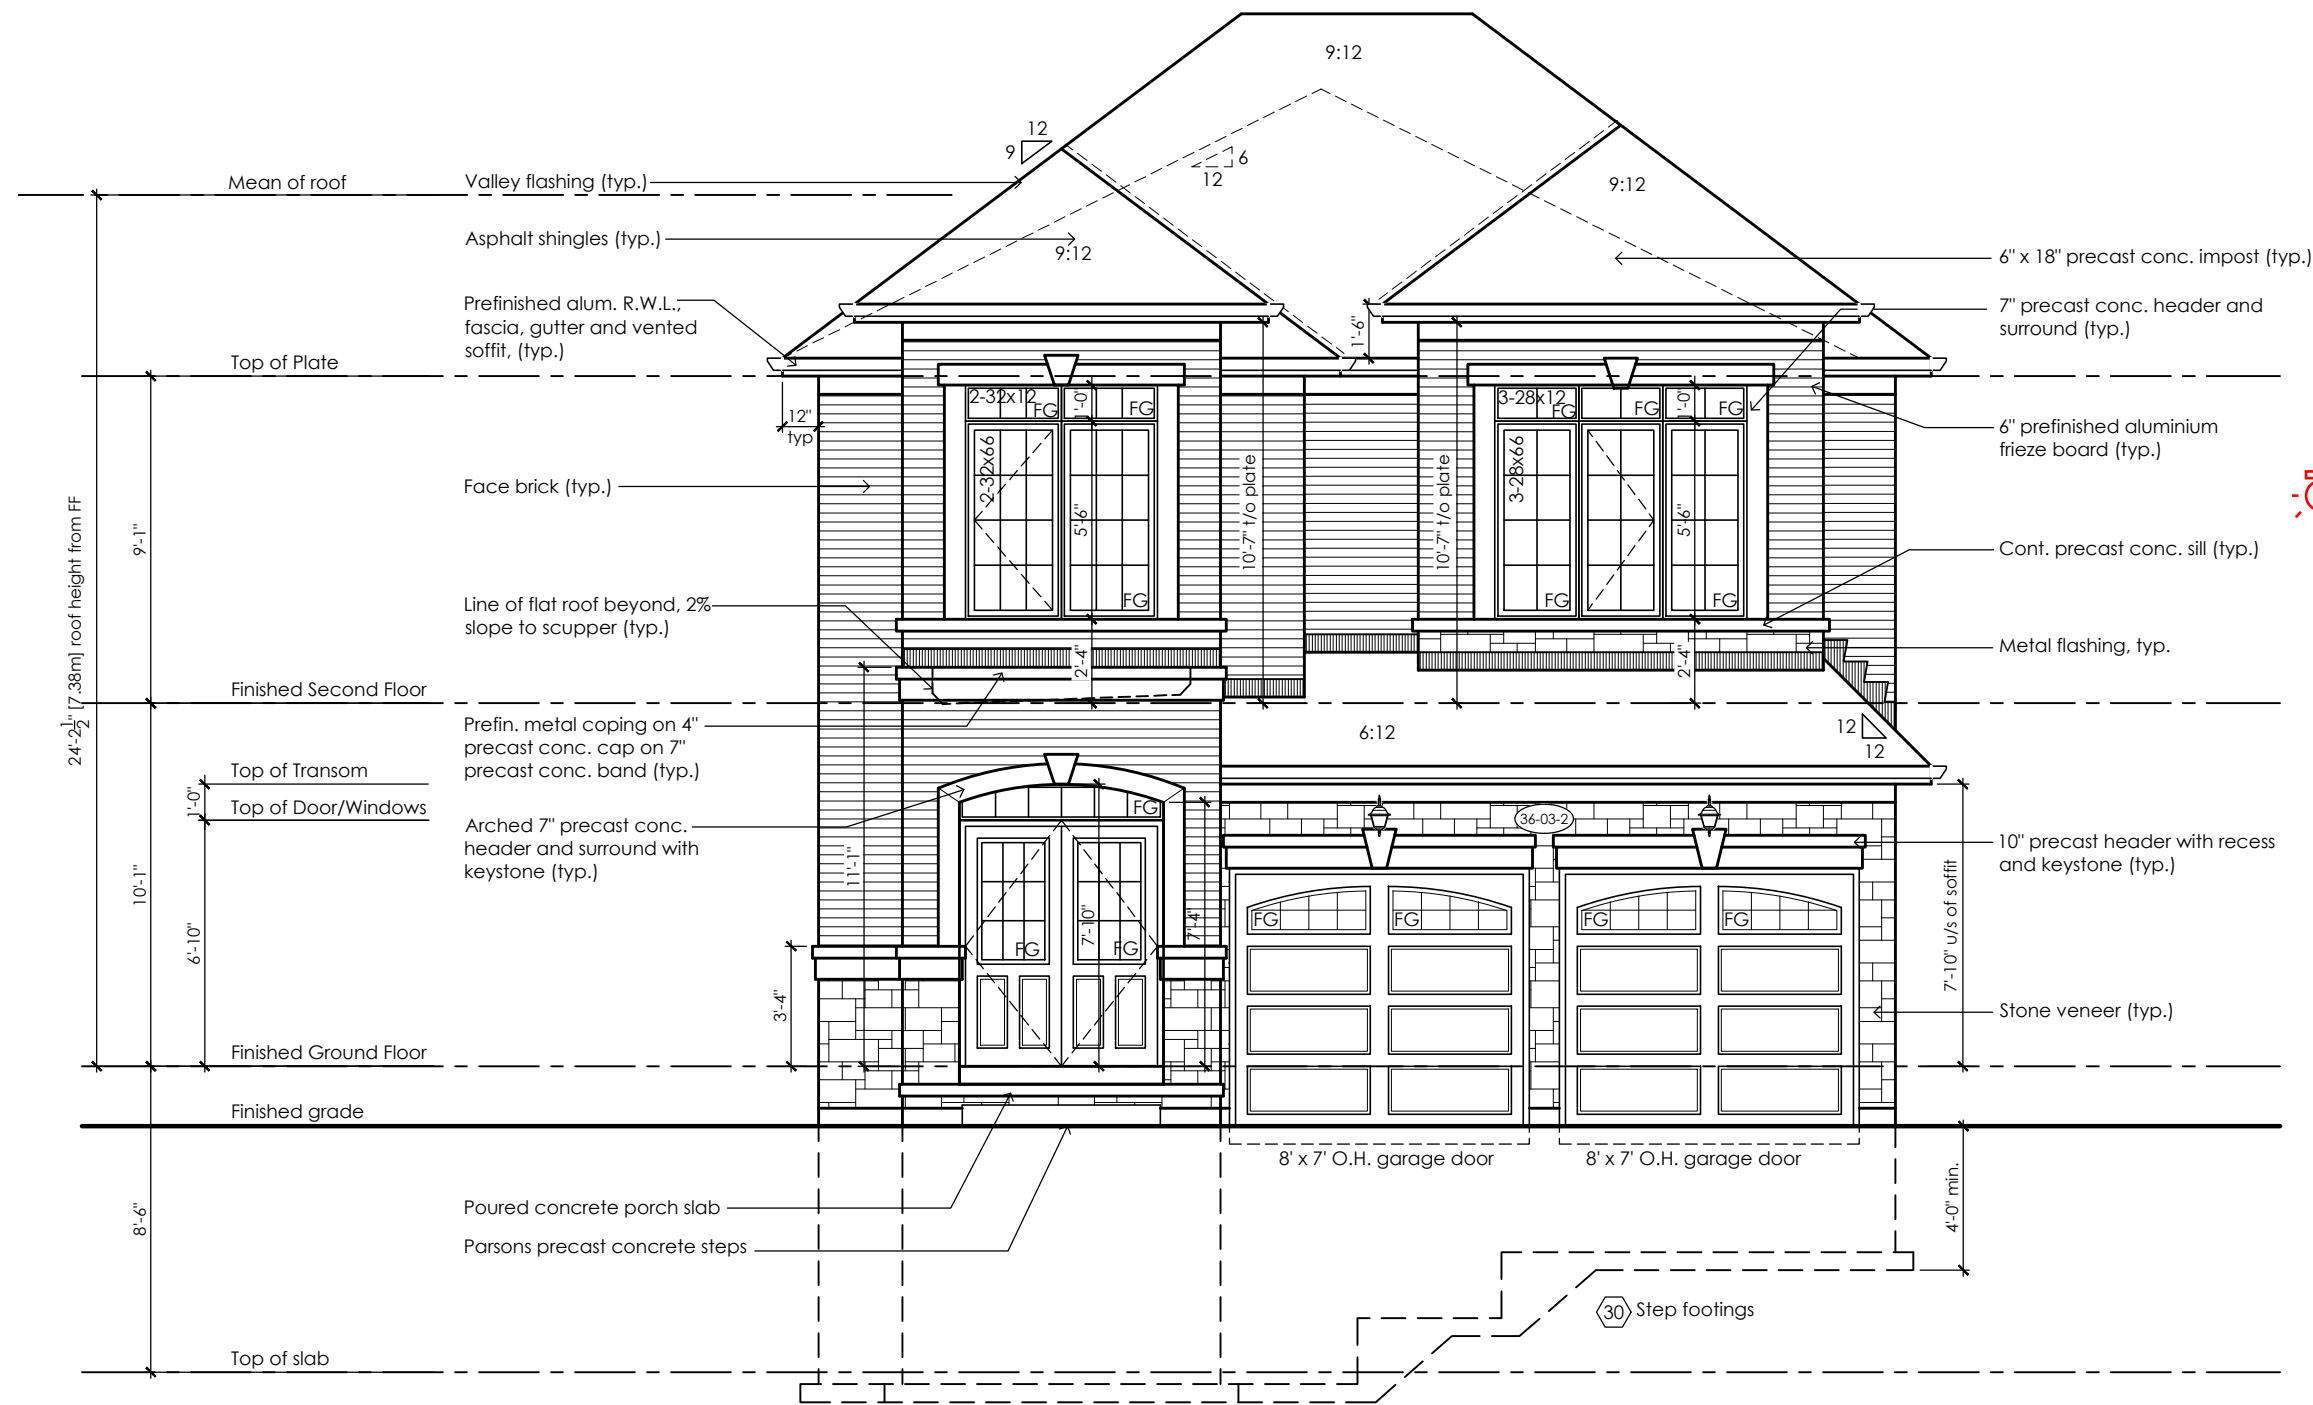 9:12
12
9
6
12
Mean of roof
Valley flashing (typ.)
9:12
Asphalt shingles (typ.)
9:12
6" x 18" precast conc. impost (typ.)
Prefinished alum. R.W.L.,
fascia, gutter and vented
soffit, (typ.)
7" precast conc. header and
surround (typ.)
1'-6"
Top of Plate
12"
typ
2-32x12
FG
1'-0"
FG
3-28x12
FG
FG
1'-0"
FG
6" prefinished aluminium
frieze board (typ.)
Face brick (typ.)
2-32x66
5'-6"
10'-7" t/o plate
10'-7" t/o plate
3-28x66
5'-6"
9'-1"
24'-2 1/2" [7.38m] roof height from FF
Cont. precast conc. sill (typ.)
FG
FG
FG
Line of flat roof beyond, 2%
slope to scupper (typ.)
Metal flashing, typ.
2'-4"
2'-4"
Finished Second Floor
Prefin. metal coping on 4"
precast conc. cap on 7"
precast conc. band (typ.)
6:12
12
12
Top of Transom
1'-0"
Top of Door/Windows
FG
36-03-2
Arched 7" precast conc.
header and surround with
keystone (typ.)
10" precast header with recess
and keystone (typ.)
11'-1"
10'-1"
6'-10"
7'-10"
7'-4"
FG
FG
FG
FG
FG
FG
7'-10" u/s of soffit
3'-4"
Stone veneer (typ.)
Finished Ground Floor
Finished grade
8' x 7' O.H. garage door
8' x 7' O.H. garage door
Poured concrete porch slab
8'-6"
4'-0" min.
Parsons precast concrete steps
30
Step footings
Top of slab